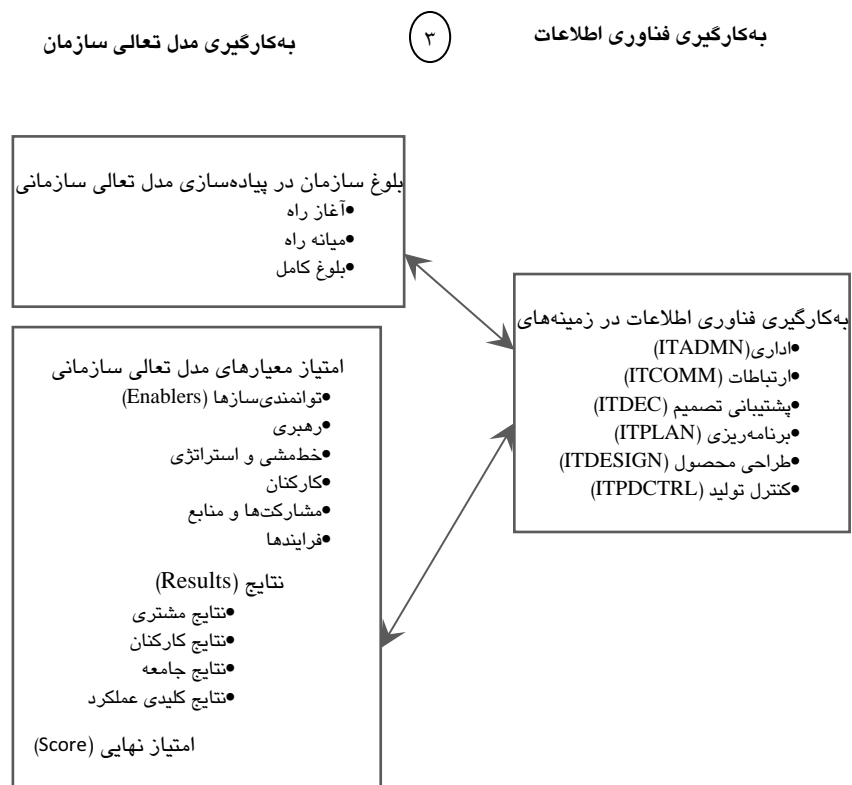 به‌کارگیری فناوری اطلاعات
۳
به‌کارگیری مدل تعالی سازمان
به‌کارگیری فناوری اطلاعات در زمینه‌های
•اداری(ITADMN)
•ارتباطات (ITCOMM)
•پشتیبانی تصمیم (ITDEC)
•برنامه‌ریزی (ITPLAN)
•طراحی محصول (ITDESIGN)
•کنترل تولید (ITPDCTRL)
بلوغ سازمان در پیاده‌سازی مدل تعالی سازمانی
•آغاز راه
•میانه راه
•بلوغ کامل
امتیاز معیارهای مدل تعالی سازمانی
•توانمندی‌سازها (Enablers)
•رهبری
•خط‌مشی و استراتژی
•کارکنان
•مشارکت‌ها و منابع
•فرایندها
نتایج (Results)
•نتایج مشتری
•نتایج کارکنان
•نتایج جامعه
•نتایج کلیدی عملکرد
امتیاز نهایی (Score)